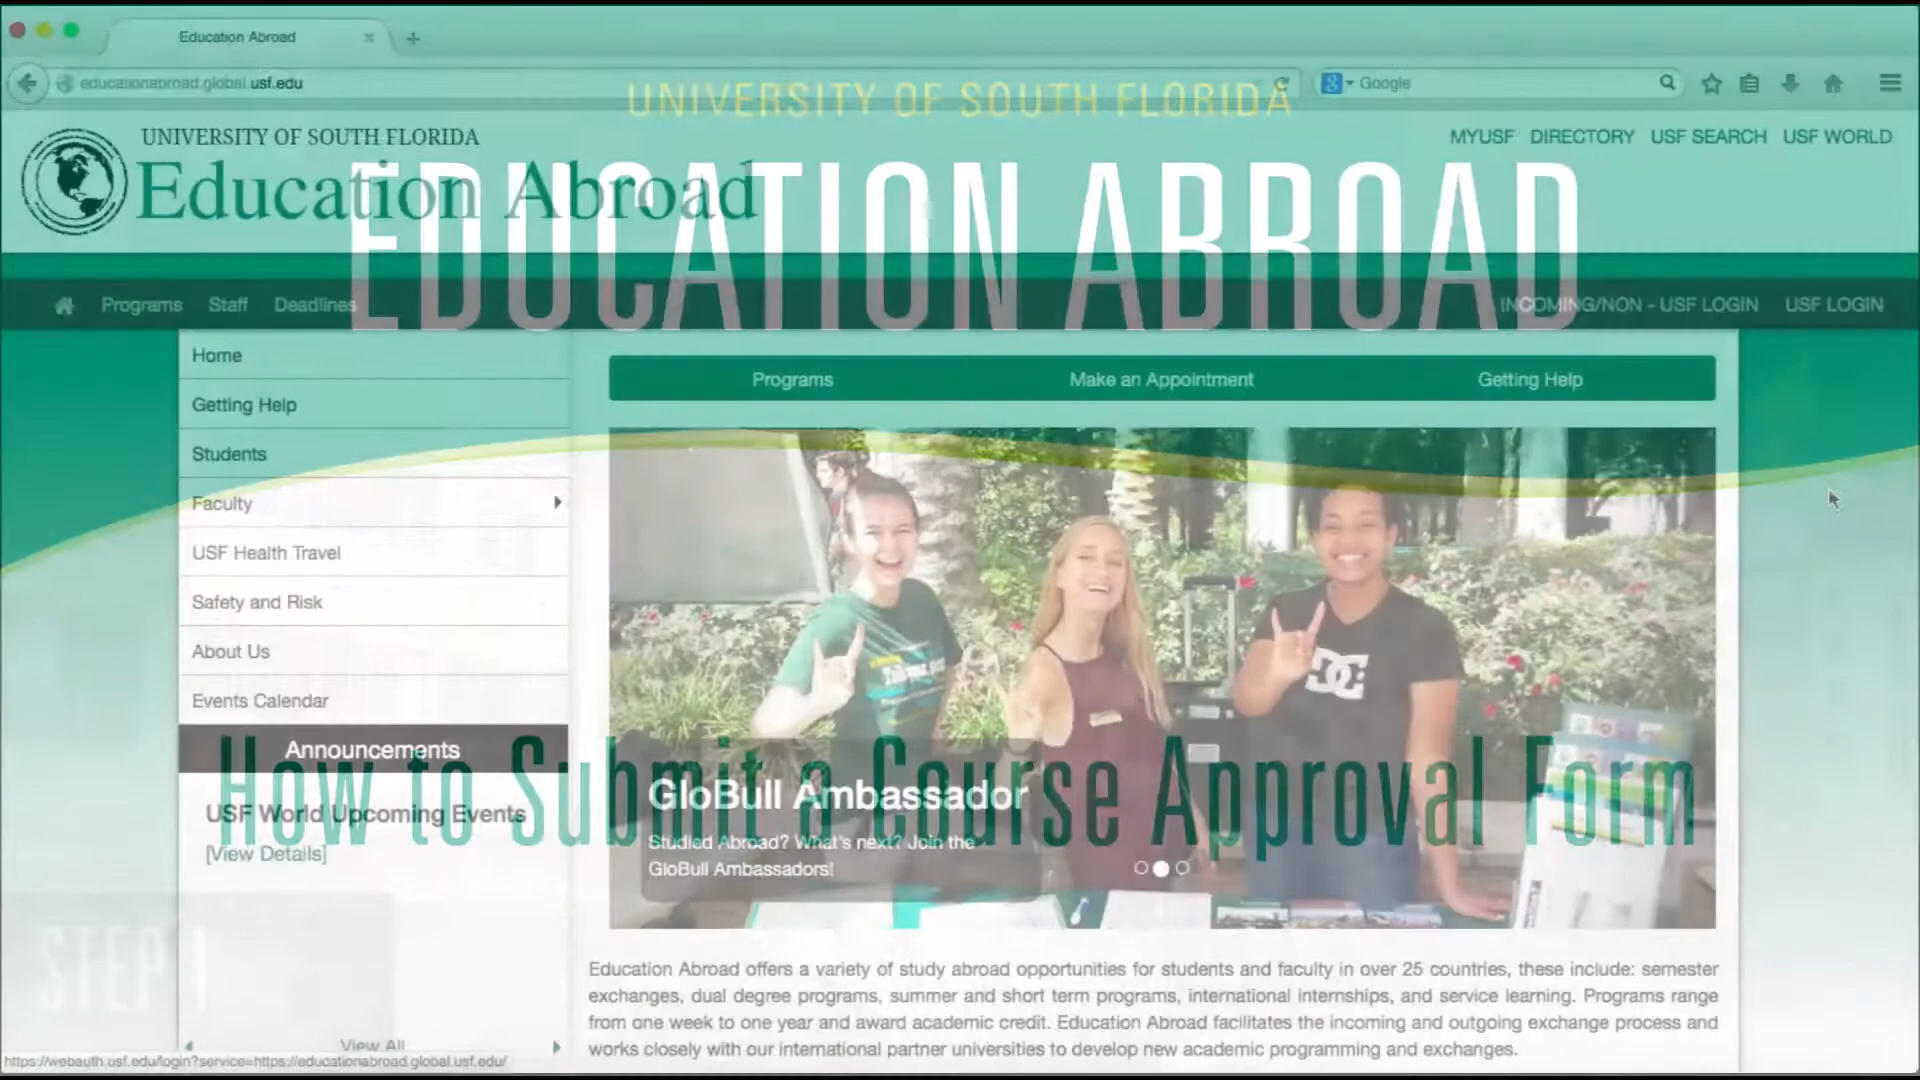 Education Abroad
educationabroad.global.usf.edu
Google
UNIVERSITY OF SOUTH FLORIDA
UNIVERSITY OF SOUTH FLORIDA
Education Abroad
MYUSF DIRECTORY USF SEARCH USF WORLD
EDUCATION ABROAD
Programs Staff Deadlines
INCOMING/NON - USF LOGIN USF LOGIN
Home
Getting Help
Students
Faculty
USF Health Travel
Safety and Risk
About Us
Events Calendar
Announcements
USF World Upcoming Events
[View Details]
View All
Programs Make an Appointment Getting Help
How to Submit a Course Approval Form
GloBull Ambassador
Studied Abroad? What's next? Join the
GloBull Ambassadors!
STEP 1
Education Abroad offers a variety of study abroad opportunities for students and faculty in over 25 countries, these include: semester
exchanges, dual degree programs, summer and short term programs, international internships, and service learning. Programs range
from one week to one year and award academic credit. Education Abroad facilitates the incoming and outgoing exchange process and
works closely with our international partner universities to develop new academic programming and exchanges.
https://webauth.usf.edu/login?service=https://educationabroad.global.usf.edu/